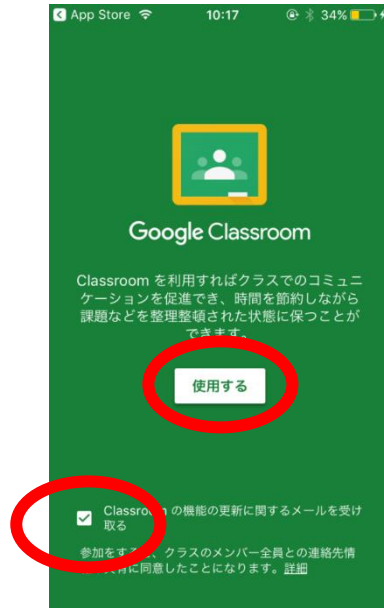 App Store 10:17 34%
Google Classroom
Classroom を利用すればクラスでのコミュニ
ケーションを促進でき、時間を節約しながら
課題などを整理整頓された状態に保つことが
できます。
使用する
Classroom の機能の更新に関するメールを受け
取る
参加をする 、クラスのメンバー全員との連絡先情
共有に同意したことになります。詳細